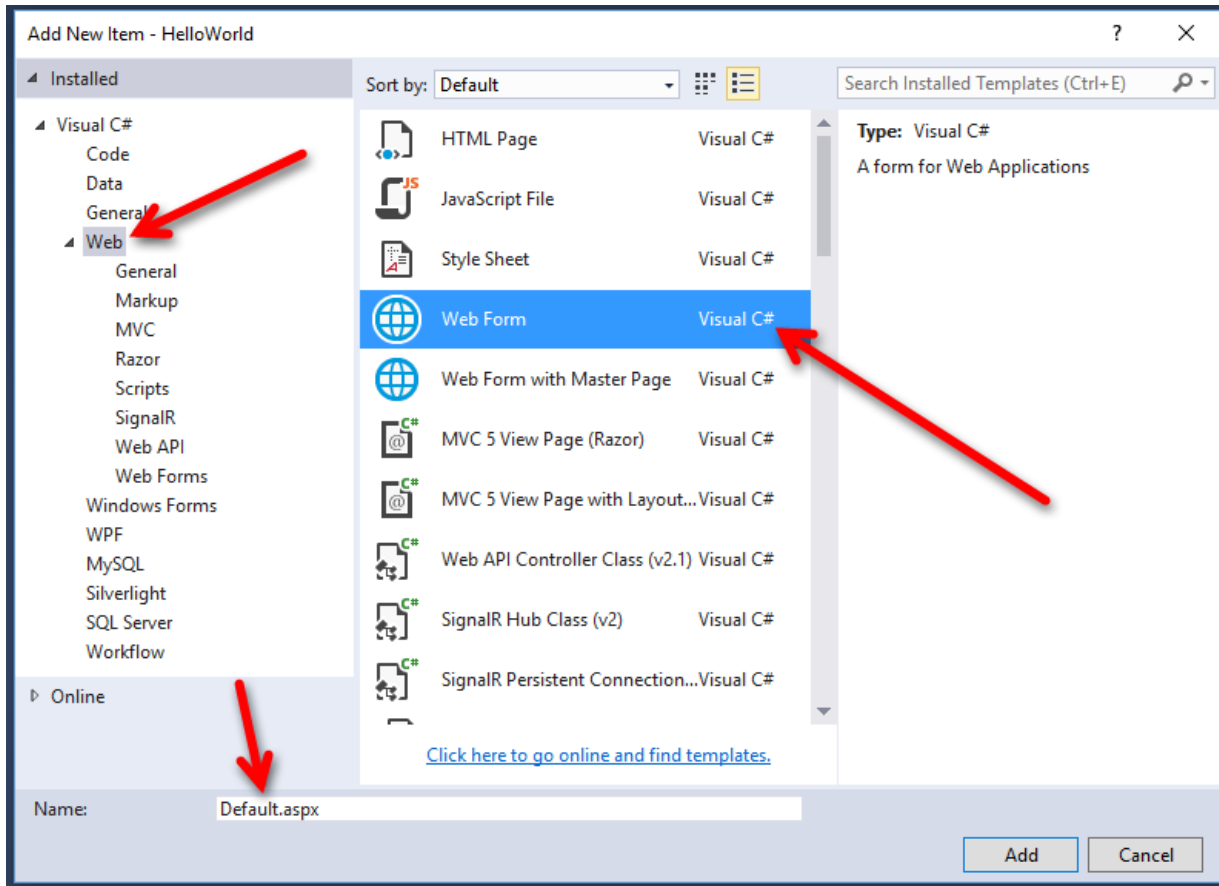 Add New Item - HelloWorld
?
Installed
Sort by: Default
Search Installed Templates (Ctrl+E)
Visual C#
Code
Data
General
Web
General
Markup
MVC
Razor
Scripts
SignalR
Web API
Web Forms
Windows Forms
WPF
MySQL
Silverlight
SQL Server
Workflow
Online
HTML Page Visual C#
JS
JavaScript File Visual C#
A
Style Sheet Visual C#
Web Form Visual C#
Web Form with Master Page Visual C#
C#
@
MVC 5 View Page (Razor) Visual C#
C#
@
MVC 5 View Page with Layout... Visual C#
C#
Web API Controller Class (v2.1) Visual C#
C#
SignalR Hub Class (v2) Visual C#
C#
SignalR Persistent Connection... Visual C#
Click here to go online and find templates.
Type: Visual C#
A form for Web Applications
Name: Default.aspx
Add Cancel